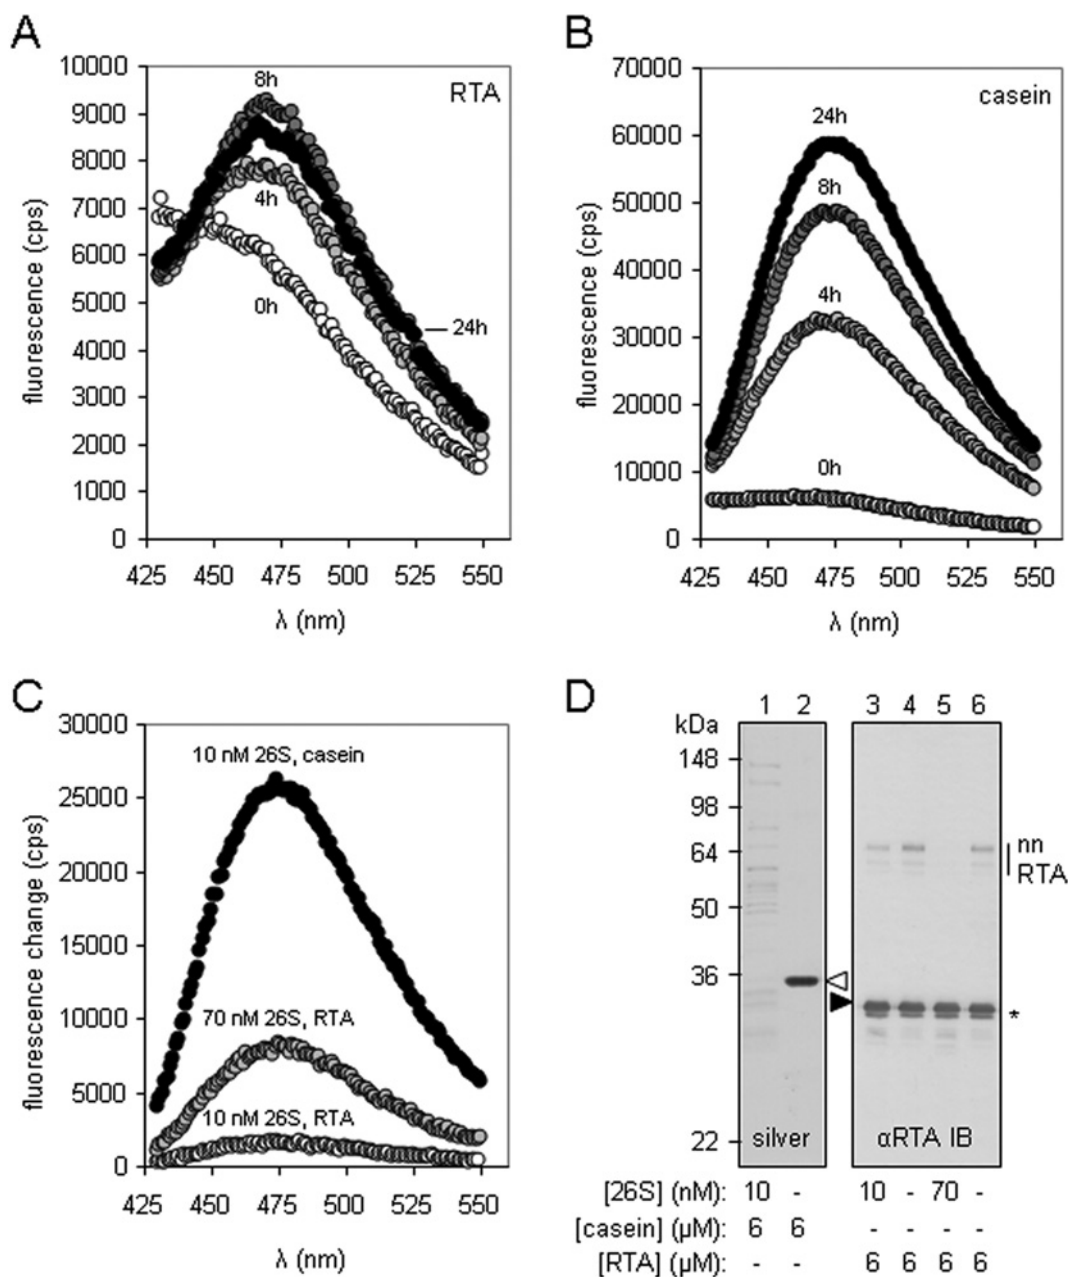 A
RTA
10000
9000
8000
7000
6000
5000
4000
3000
2000
1000
0
fluorescence (cps)
8h
4h
0h
24h
425 450 475 500 525 550
λ (nm)
B
casein
70000
60000
50000
40000
30000
20000
10000
0
fluorescence (cps)
24h
8h
4h
0h
425 450 475 500 525 550
λ (nm)
C
30000
25000
20000
15000
10000
5000
0
fluorescence change (cps)
10 nM 26S, casein
70 nM 26S, RTA
10 nM 26S, RTA
425 450 475 500 525 550
λ (nm)
D
1 2 3 4 5 6
kDa
148
98
64
50
36
22
nn
RTA
*
silver
αRTA IB
[26S] (nM): 10 - 10 - 70 -
[casein] (µM): 6 6 - - - -
[RTA] (µM): - - 6 6 6 6